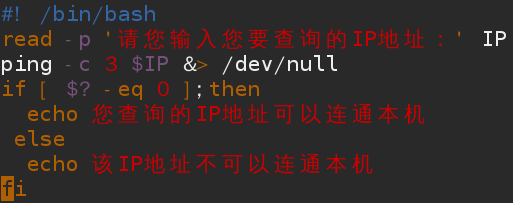 #! /bin/bash
read -p '请您输入您要查询的IP地址：' IP
ping -c 3 $IP &> /dev/null
if [ $? -eq 0 ];then
  echo 您查询的IP地址可以连通本机
 else
  echo 该IP地址不可以连通本机
fi